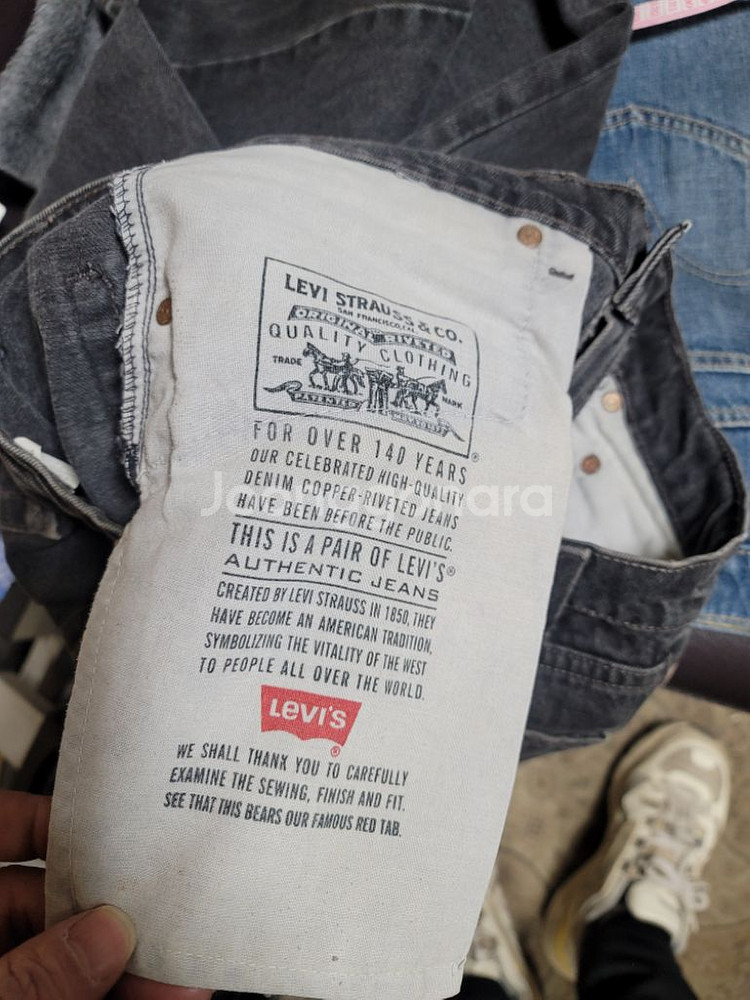 LEVI STRAUSS & CO.
SAN FRANCISCO, CAL.
ORIGINAL RIVETED
QUALITY CLOTHING
TRADE MARK
PATENTED
®
FOR OVER 140 YEARS
OUR CELEBRATED HIGH-QUALITY
DENIM COPPER-RIVETED JEANS
HAVE BEEN BEFORE THE PUBLIC.
THIS IS A PAIR OF LEVI'S®
AUTHENTIC JEANS
CREATED BY LEVI STRAUSS IN 1850, THEY
HAVE BECOME AN AMERICAN TRADITION,
SYMBOLIZING THE VITALITY OF THE WEST
TO PEOPLE ALL OVER THE WORLD.
LEVI'S
®
WE SHALL THANK YOU TO CAREFULLY
EXAMINE THE SEWING, FINISH AND FIT.
SEE THAT THIS BEARS OUR FAMOUS RED TAB.